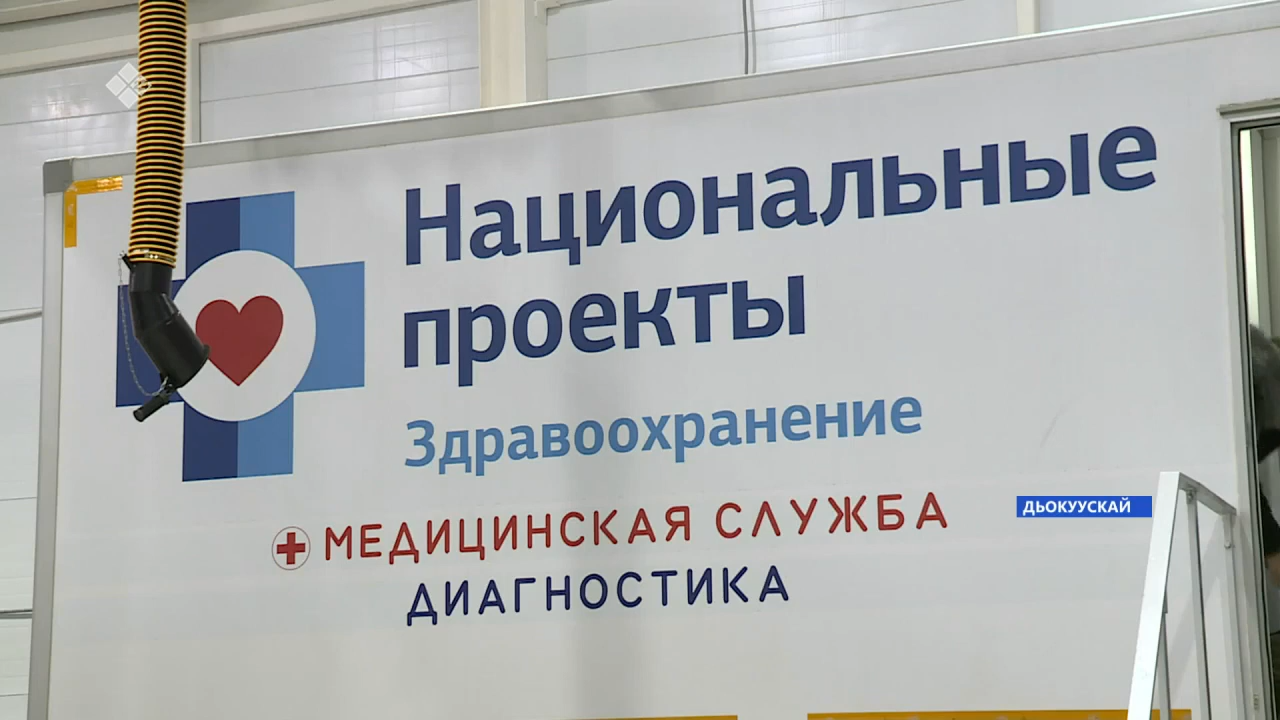 Национальные
проекты
Здравоохранение
МЕДИЦИНСКАЯ СЛУЖБА
ДИАГНОСТИКА
ДЬОКУУСКАЙ